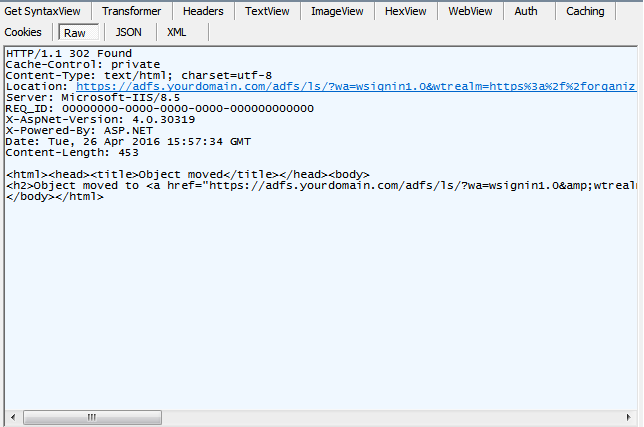 Get SyntaxView Transformer Headers TextView ImageView HexView WebView Auth Caching
Cookies Raw JSON XML
HTTP/1.1 302 Found
Cache-Control: private
Content-Type: text/html; charset=utf-8
Location: https://adfs.yourdomain.com/adfs/ls/?wa=wsignin1.0&wtrealm=https%3a%2f%2forganiz
Server: Microsoft-IIS/8.5
REQ_ID: 00000000-0000-0000-0000-000000000000
X-AspNet-Version: 4.0.30319
X-Powered-By: ASP.NET
Date: Tue, 26 Apr 2016 15:57:34 GMT
Content-Length: 453
<html><head><title>Object moved</title></head><body>
<h2>Object moved to <a href="https://adfs.yourdomain.com/adfs/ls/?wa=wsignin1.0&amp;wtrealm
</body></html>